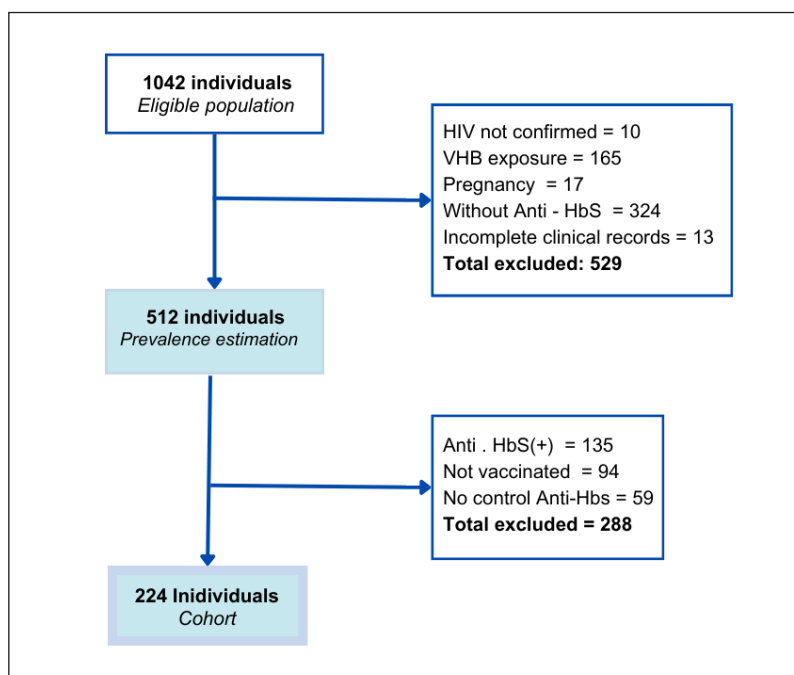 1042 individuals
Eligible population
HIV not confirmed = 10
VHB exposure = 165
Pregnancy = 17
Without Anti - HbS = 324
Incomplete clinical records = 13
Total excluded: 529
512 individuals
Prevalence estimation
Anti . HbS(+) = 135
Not vaccinated = 94
No control Anti-Hbs = 59
Total excluded = 288
224 Inidividuals
Cohort